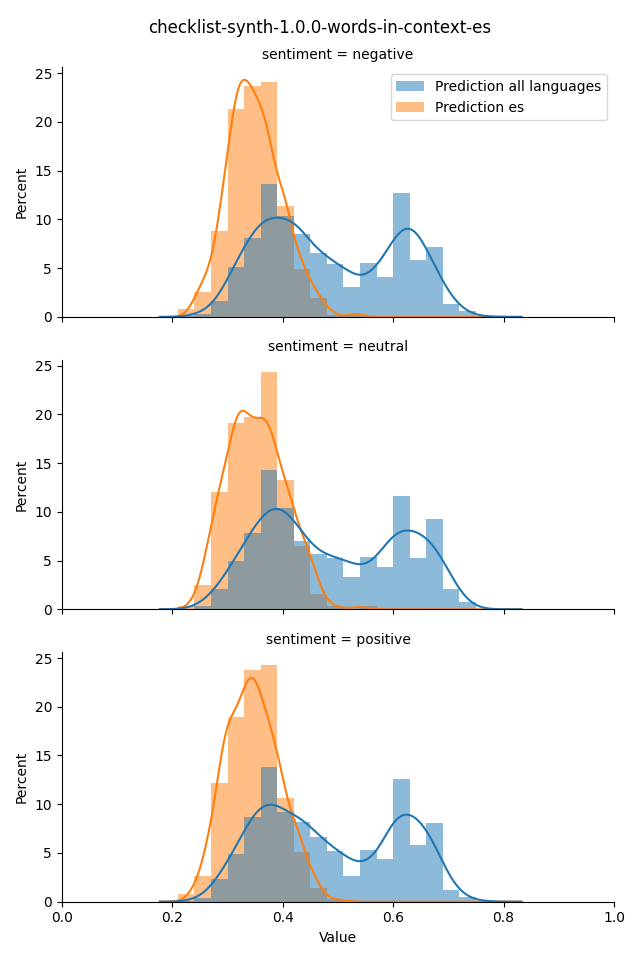 checklist-synth-1.0.0-words-in-context-es
sentiment = negative
25
20
15
10
5
0
Percent
Prediction all languages
Prediction es
sentiment = neutral
25
20
15
10
5
0
Percent
sentiment = positive
25
20
15
10
5
0
Percent
0.0 0.2 0.4 0.6 0.8 1.0
Value